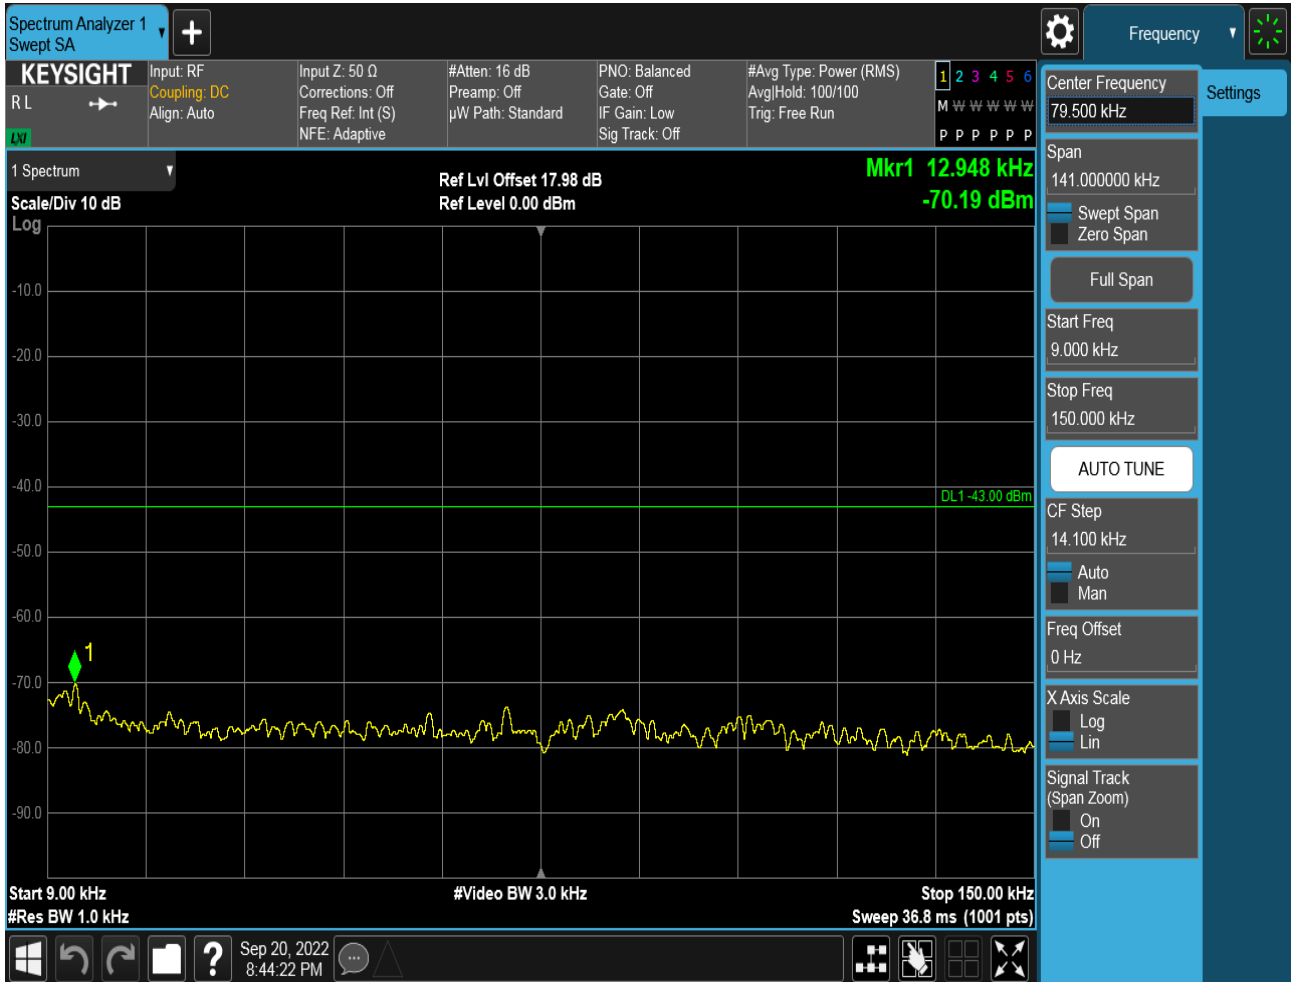 Spectrum Analyzer 1
Swept SA
Frequency
KEYSIGHT
R L
LXI
Input: RF
Coupling: DC
Align: Auto
Input Z: 50 Ω
Corrections: Off
Freq Ref: Int (S)
NFE: Adaptive
#Atten: 16 dB
Preamp: Off
µW Path: Standard
PNO: Balanced
Gate: Off
IF Gain: Low
Sig Track: Off
#Avg Type: Power (RMS)
Avg|Hold: 100/100
Trig: Free Run
1 2 3 4 5 6
M W W W W W
P P P P P P
1 Spectrum
Scale/Div 10 dB
Log
Ref Lvl Offset 17.98 dB
Ref Level 0.00 dBm
Mkr1 12.948 kHz
-70.19 dBm
-10.0
-20.0
-30.0
-40.0
DL1 -43.00 dBm
-50.0
-60.0
1
-70.0
-80.0
-90.0
Start 9.00 kHz
#Video BW 3.0 kHz
Stop 150.00 kHz
#Res BW 1.0 kHz
Sweep 36.8 ms (1001 pts)
Sep 20, 2022
8:44:22 PM
?
Center Frequency
79.500 kHz
Settings
Span
141.000000 kHz
Swept Span
Zero Span
Full Span
Start Freq
9.000 kHz
Stop Freq
150.000 kHz
AUTO TUNE
CF Step
14.100 kHz
Auto
Man
Freq Offset
0 Hz
X Axis Scale
Log
Lin
Signal Track
(Span Zoom)
On
Off